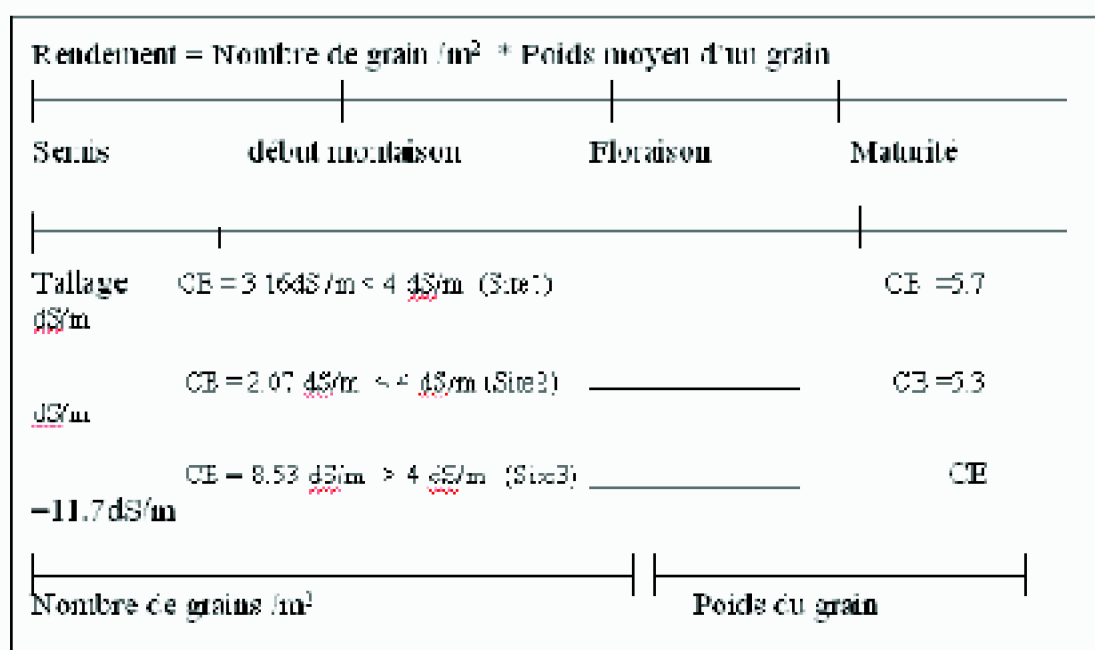 Rendement = Nombre de grain /m² * Poids moyen d'un grain
Semis début montaison Floraison Maturité
Tallage CE = 3.16dS/m < 4 dS/m (Site1) CE =5.7
dS/m
CE = 2.07 dS/m < 4 dS/m (Site2) CE =5.3
dS/m
CE = 8.53 dS/m > 4 dS/m (Site3) CE
=11.7dS/m
Nombre de grains /m² Poids du grain